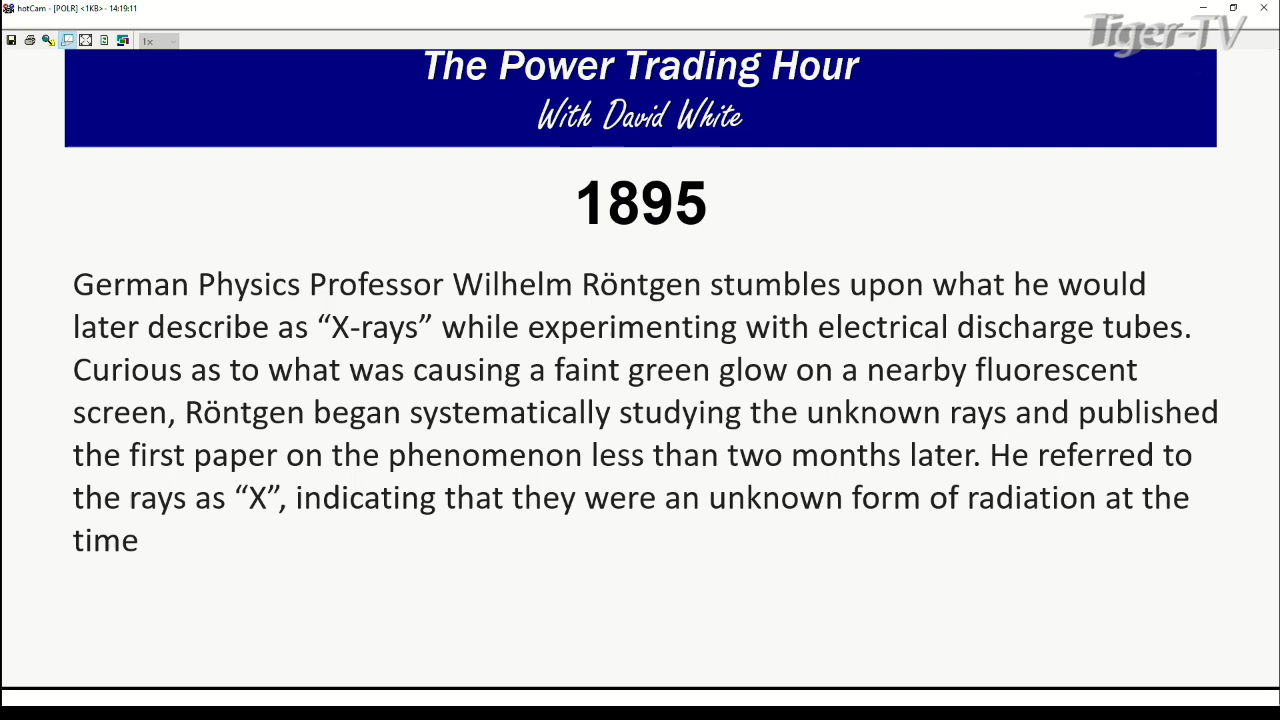 hotCam - [POLR] <1KB> - 14:19:11
Tiger-TV
1x
The Power Trading Hour
With David White
1895
German Physics Professor Wilhelm Röntgen stumbles upon what he would
later describe as “X-rays” while experimenting with electrical discharge tubes.
Curious as to what was causing a faint green glow on a nearby fluorescent
screen, Röntgen began systematically studying the unknown rays and published
the first paper on the phenomenon less than two months later. He referred to
the rays as “X”, indicating that they were an unknown form of radiation at the
time